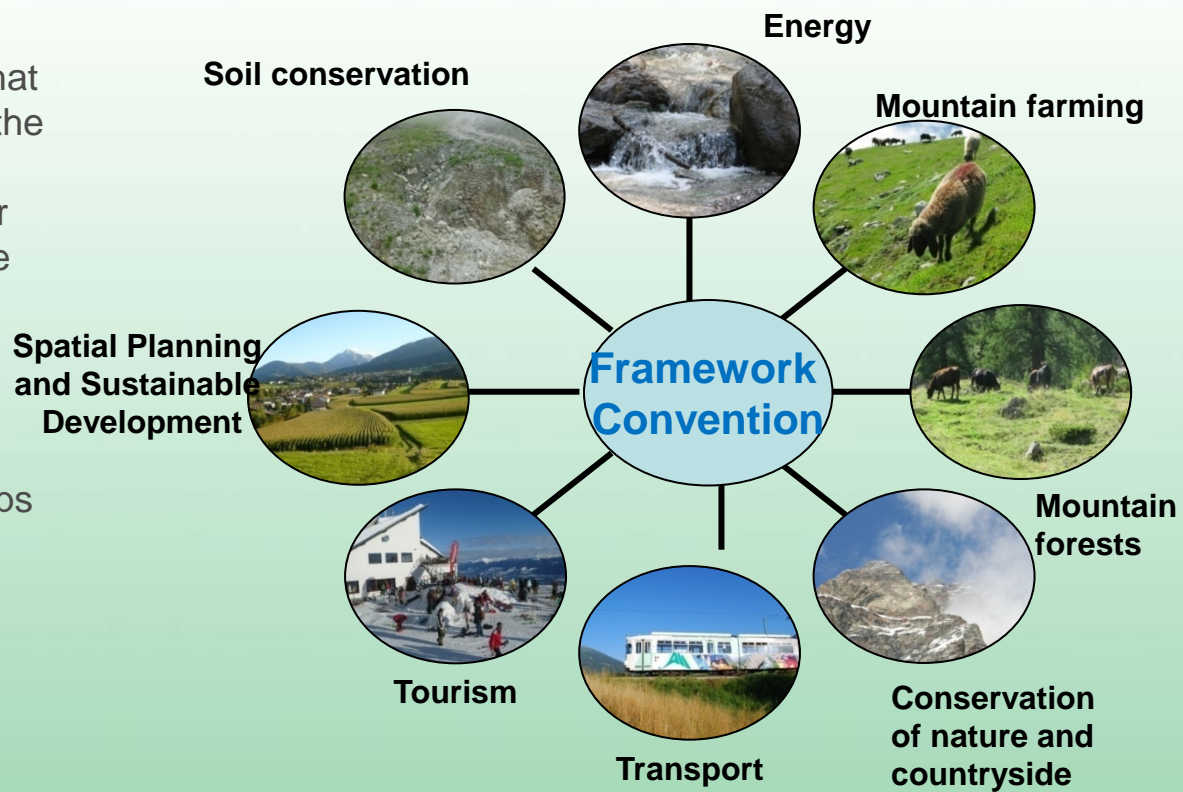 Energy
Soil conservation
Mountain farming
the
Spatial Planning
and Sustainable
Development
Framework
Convention
Mountain
forests
Tourism
Conservation
of nature and
countryside
Transport